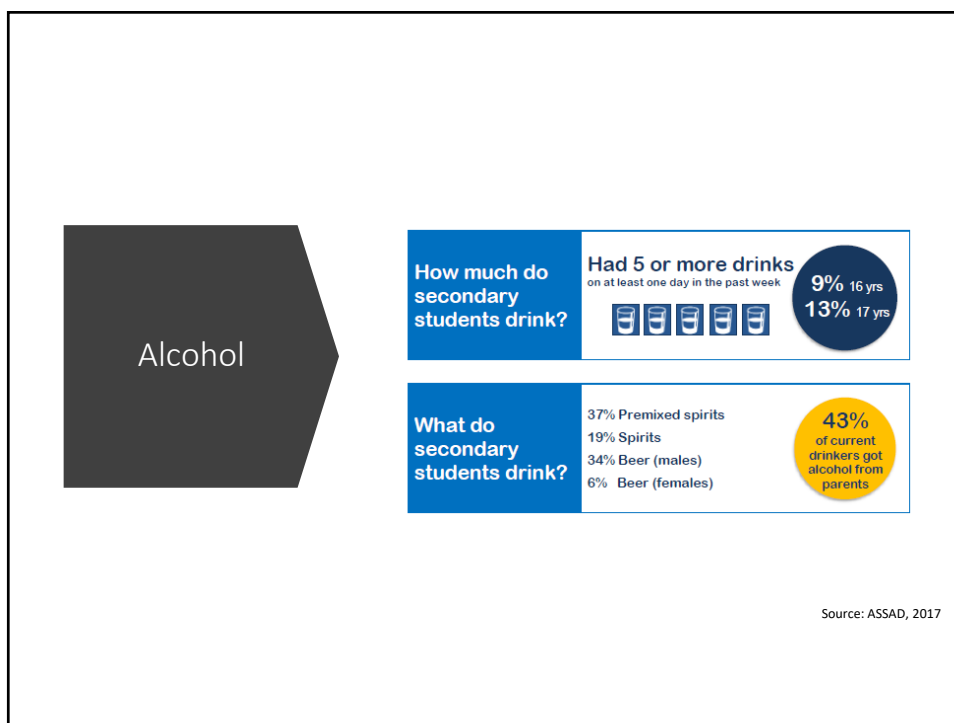 Alcohol
How much do
secondary
students drink?
Had 5 or more drinks
on at least one day in the past week
9% 16 yrs
13% 17 yrs
What do
secondary
students drink?
37% Premixed spirits
19% Spirits
34% Beer (males)
6% Beer (females)
43%
of current
drinkers got
alcohol from
parents
Source: ASSAD, 2017